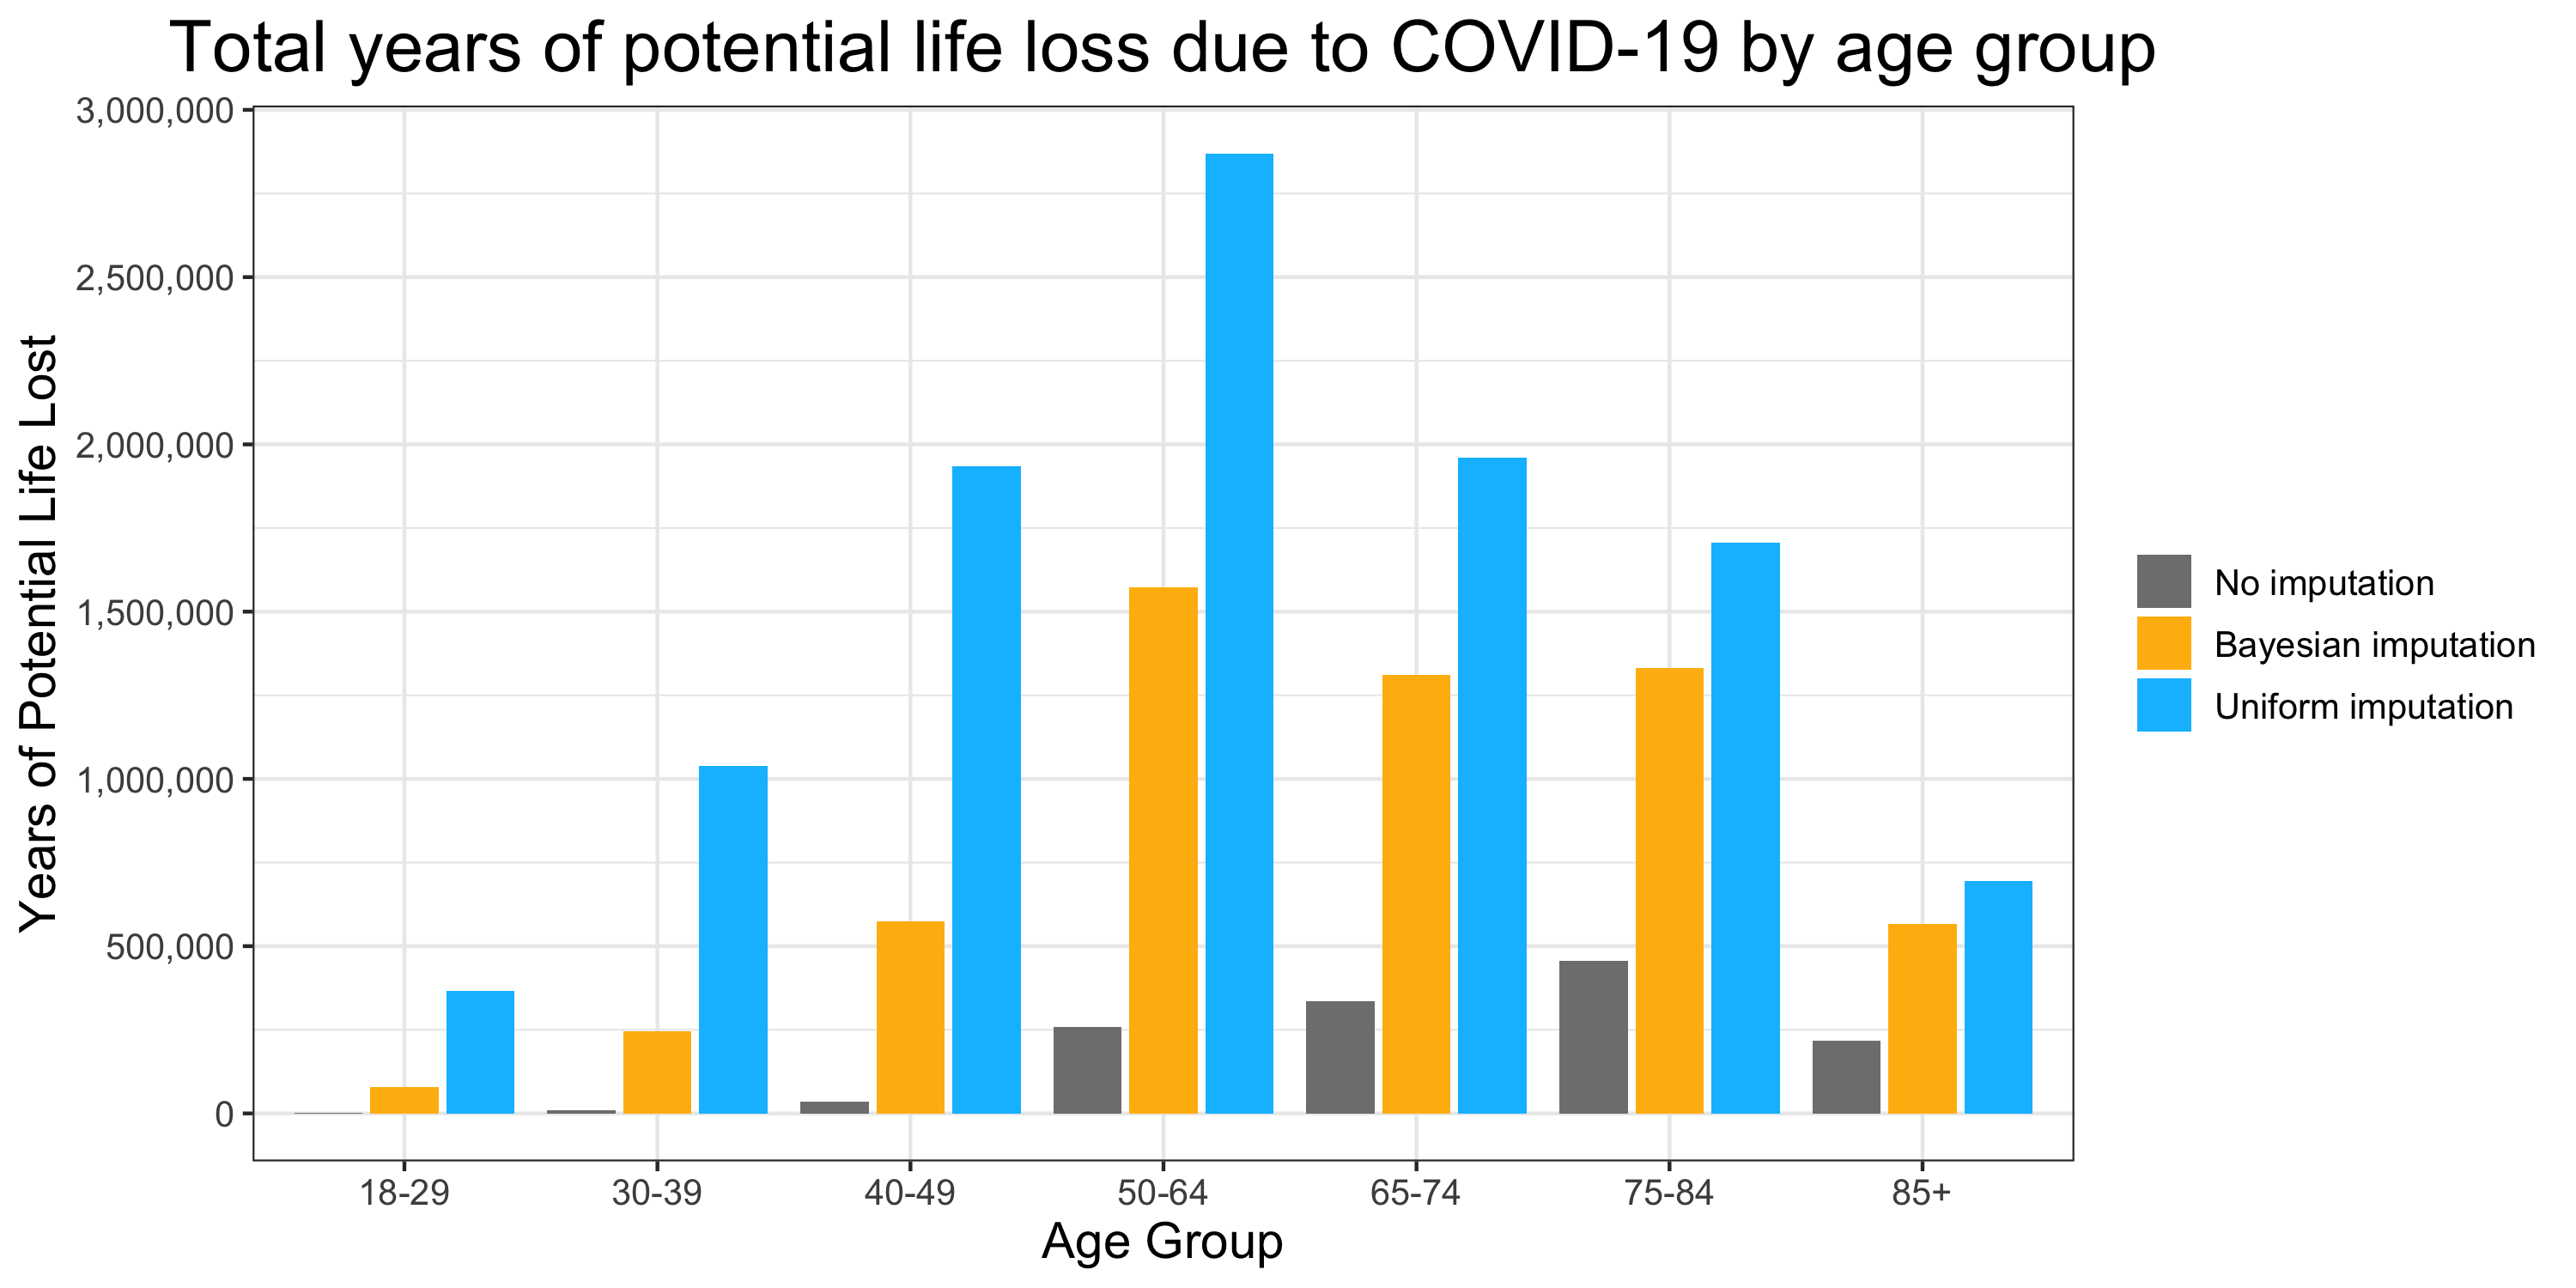 Total years of potential life loss due to COVID-19 by age group
Years of Potential Life Lost
3,000,000
2,500,000
2,000,000
1,500,000
1,000,000
500,000
0
18-29
30-39
40-49
50-64
65-74
75-84
85+
Age Group
No imputation
Bayesian imputation
Uniform imputation